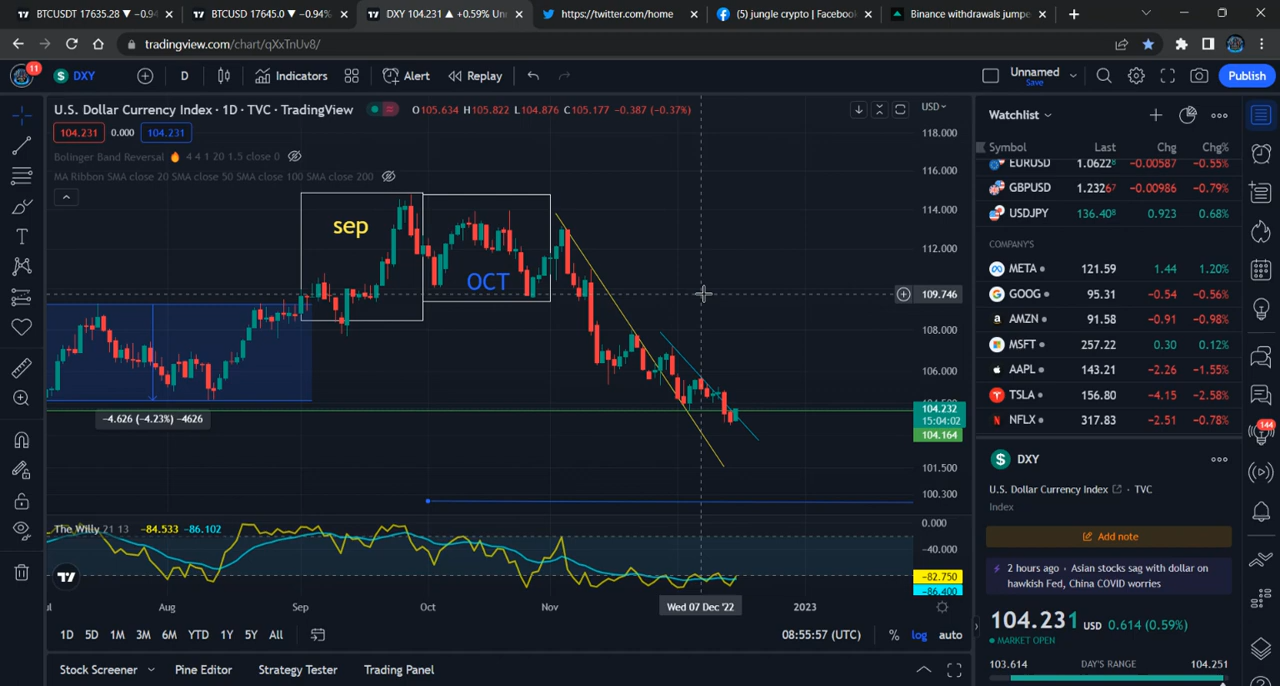 BTCUSDT 17635.28 ▼ −0.94
BTCUSD 17645.0 ▼ −0.94%
DXY 104.231 ▲ +0.59% Un
https://twitter.com/home
(5) jungle crypto | Facebook
Binance withdrawals jump
tradingview.com/chart/qXxTnUv8/
11
DXY
D
Indicators
Alert
Replay
Unnamed
Save
Publish
U.S. Dollar Currency Index · 1D · TVC · TradingView
O105.634 H105.822 L104.876 C105.177 −0.387 (−0.37%)
USD
104.231 0.000 104.231
Bolinger Band Reversal 🔥 4 4 1 20 1.5 close 0
MA Ribbon SMA close 20 SMA close 50 SMA close 100 SMA close 200
sep
OCT
−4.626 (−4.23%) −4626
118.000
116.000
114.000
112.000
109.746
108.000
106.000
104.232
15:04:02
104.164
101.500
100.300
The Willy 21 13 −84.533 −86.102
0.000
−40.000
−82.750
−86.400
Aug
Sep
Oct
Nov
Wed 07 Dec '22
2023
1D 5D 1M 3M 6M YTD 1Y 5Y All
08:55:57 (UTC)
% log auto
Stock Screener
Pine Editor
Strategy Tester
Trading Panel
Watchlist
Symbol Last Chg Chg%
EURUSD 1.0622⁸ −0.00587 −0.55%
GBPUSD 1.2326⁷ −0.00986 −0.79%
USDJPY 136.40⁸ 0.923 0.68%
COMPANY'S
META 121.59 1.44 1.20%
GOOG 95.31 −0.54 −0.56%
AMZN 91.58 −0.91 −0.98%
MSFT 257.22 0.30 0.12%
AAPL 143.21 −2.26 −1.55%
TSLA 156.80 −4.15 −2.58%
NFLX 317.83 −2.51 −0.78%
144
DXY
U.S. Dollar Currency Index · TVC
Index
Add note
2 hours ago · Asian stocks sag with dollar on
hawkish Fed, China COVID worries
104.231 USD 0.614 (0.59%)
MARKET OPEN
103.614 DAY'S RANGE 104.251